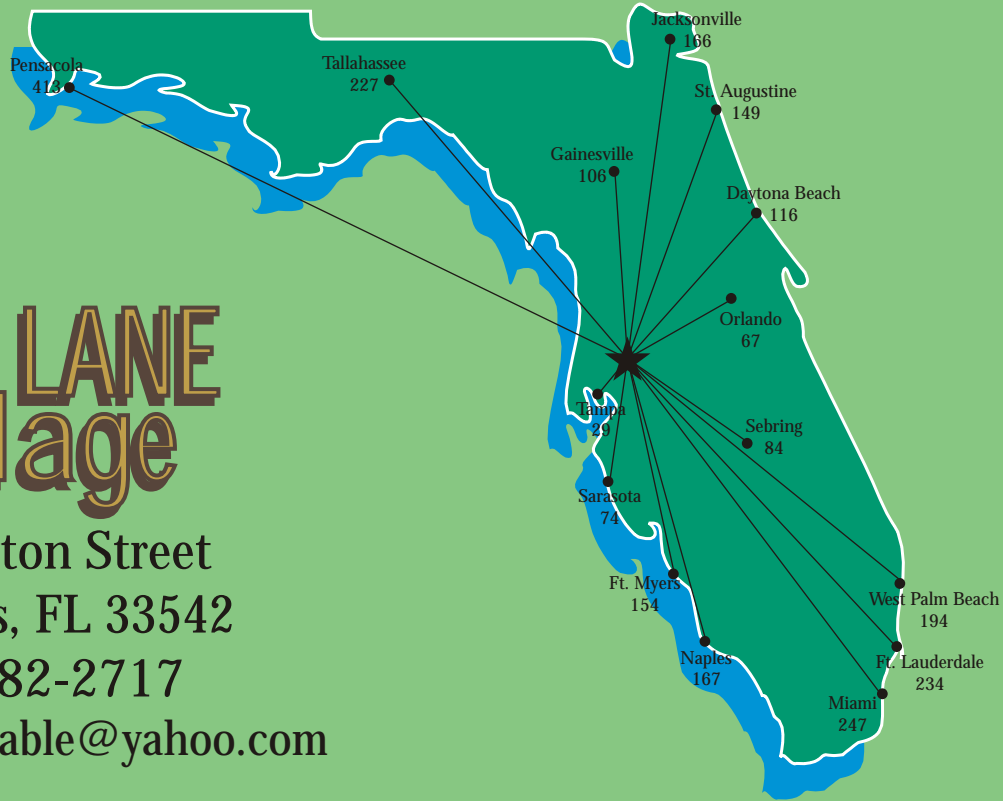 Jacksonville
166
Pensacola
413
Tallahassee
227
St. Augustine
149
Gainesville
106
Daytona Beach
116
Orlando
67
LANE
lage
Tampa
29
Sebring
84
Sarasota
74
ton Street
Ft. Myers
154
West Palm Beach
194
s, FL 33542
Naples
167
Ft. Lauderdale
234
82-2717
Miami
247
able@yahoo.com